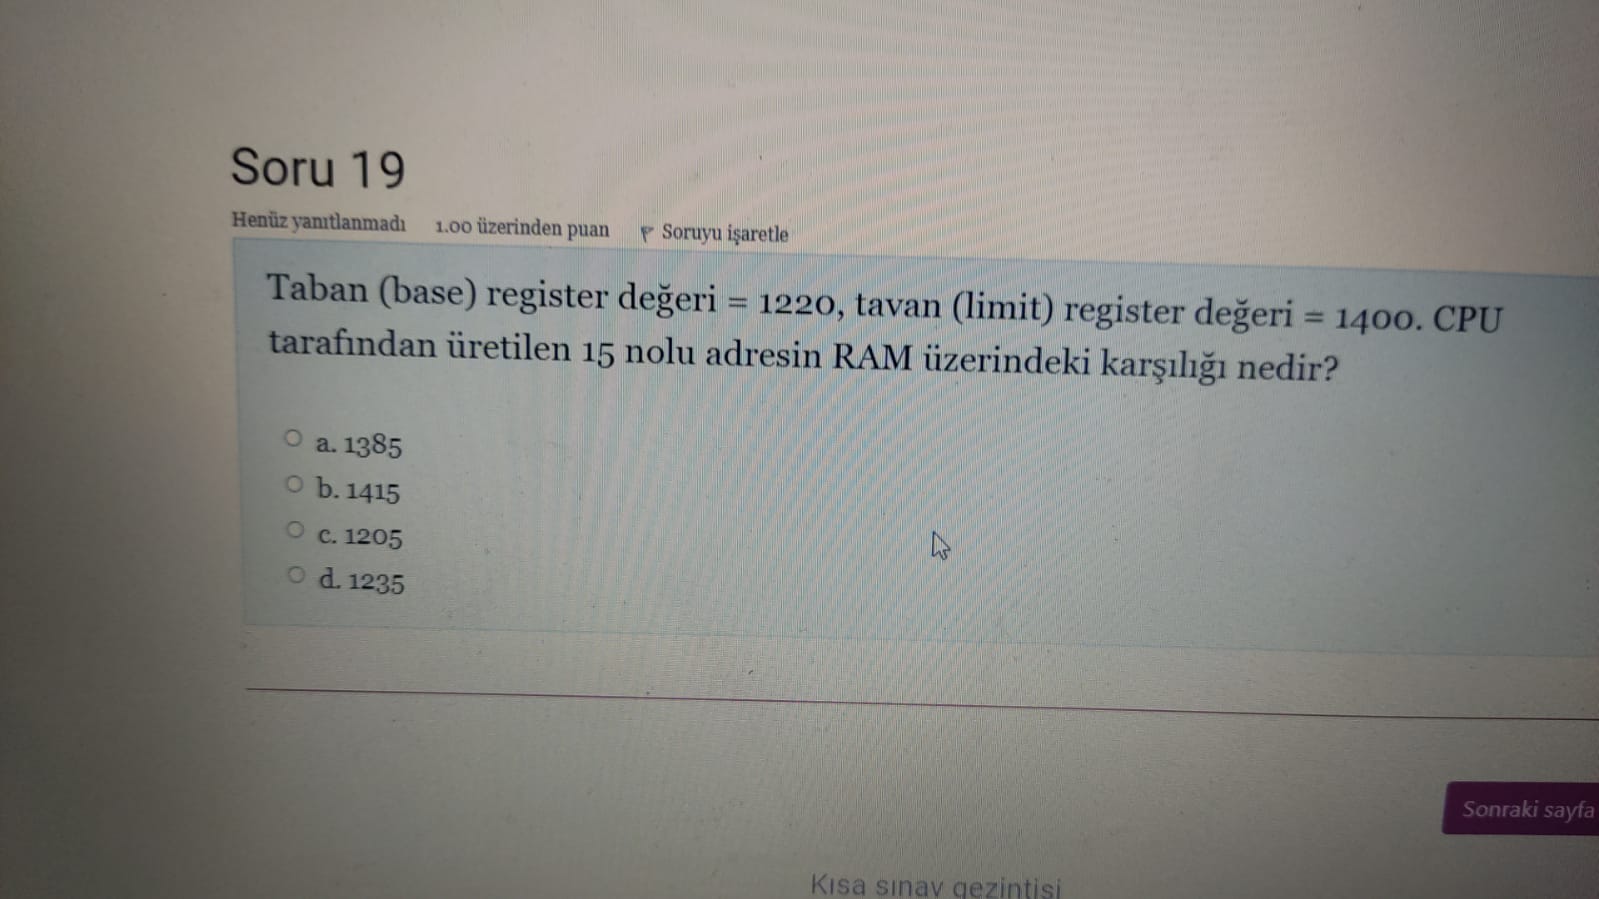 Soru 19
Henüz yanıtlanmadı 1.00 üzerinden puan Soruyu işaretle
Taban (base) register değeri = 1220, tavan (limit) register değeri = 1400. CPU
tarafından üretilen 15 nolu adresin RAM üzerindeki karşılığı nedir?
a. 1385
b. 1415
c. 1205
d. 1235
Sonraki sayfa
Kısa sınav gezintisi